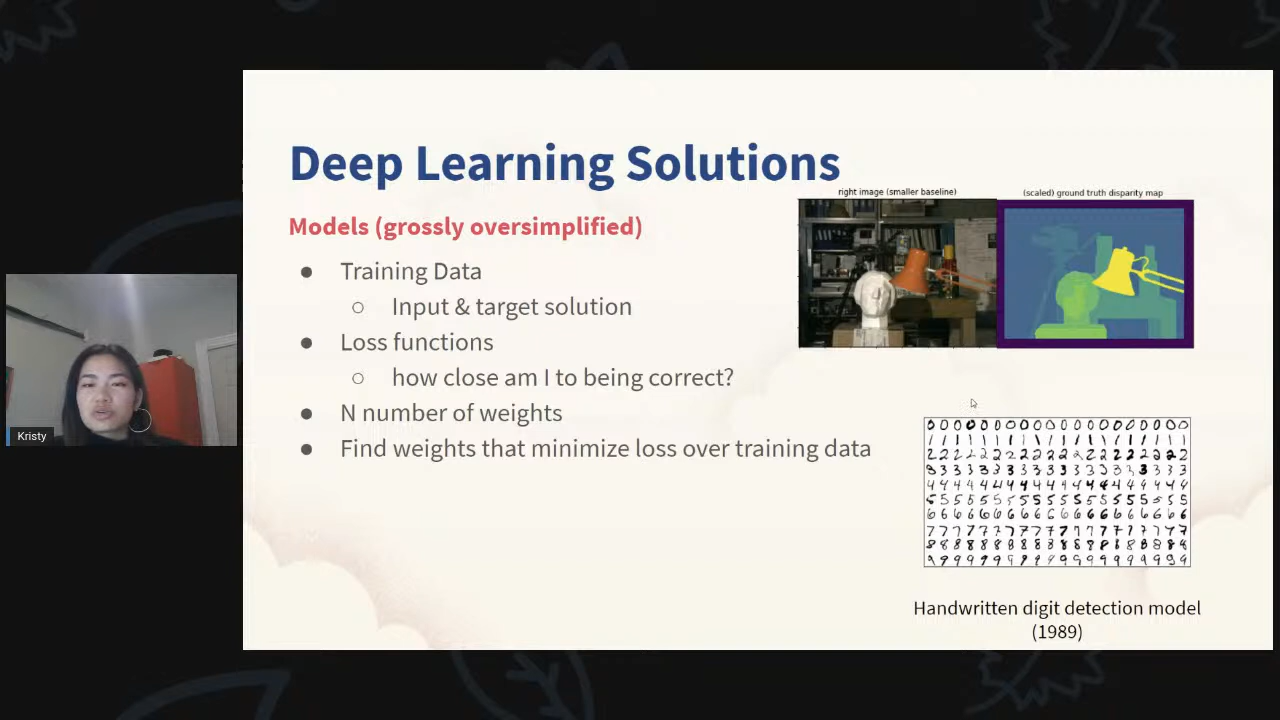 Deep Learning Solutions
Models (grossly oversimplified)
● Training Data
○ Input & target solution
● Loss functions
○ how close am I to being correct?
● N number of weights
● Find weights that minimize loss over training data
right image (smaller baseline)
(scaled) ground truth disparity map
Handwritten digit detection model
(1989)
Kristy